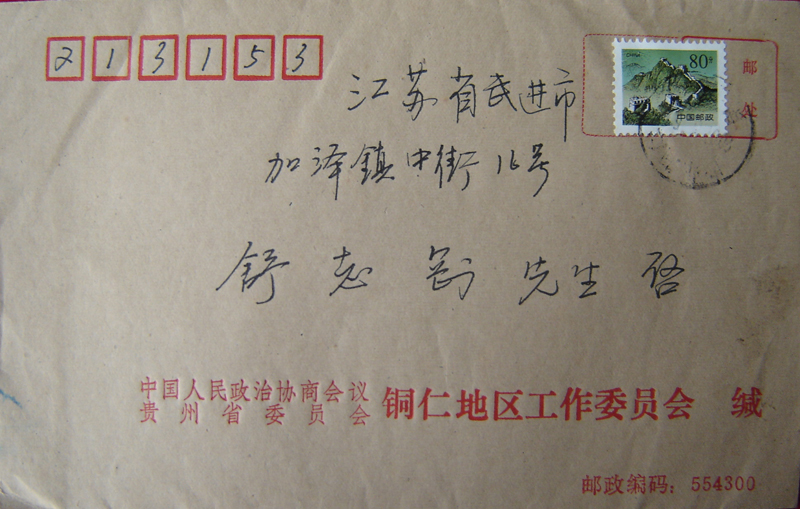 213153
CHINA
80分
中国邮政
邮
处
江苏省武进市
加泽镇中街16号
舒志刚 先生 启
中国人民政治协商会议
贵州省委员会
铜仁地区工作委员会 缄
邮政编码：554300